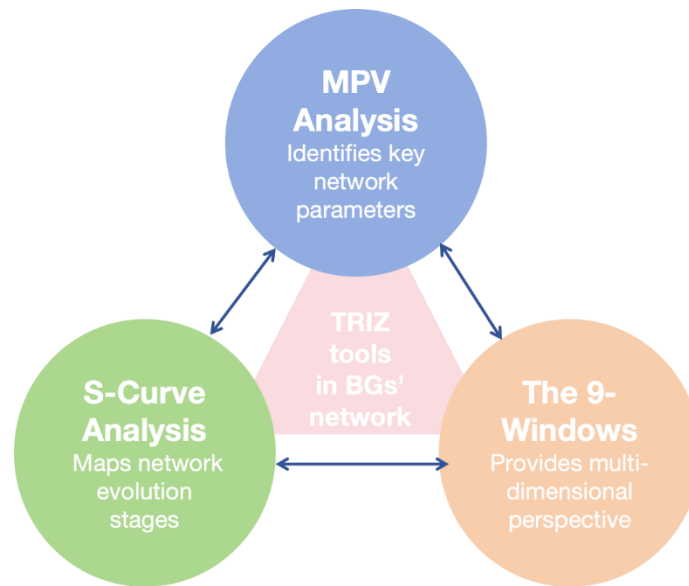 MPV
Analysis
Identifies key
network
parameters
TRIZ
tools
in BGs'
network
S-Curve
Analysis
Maps network
evolution
stages
The 9-
Windows
Provides multi-
dimensional
perspective